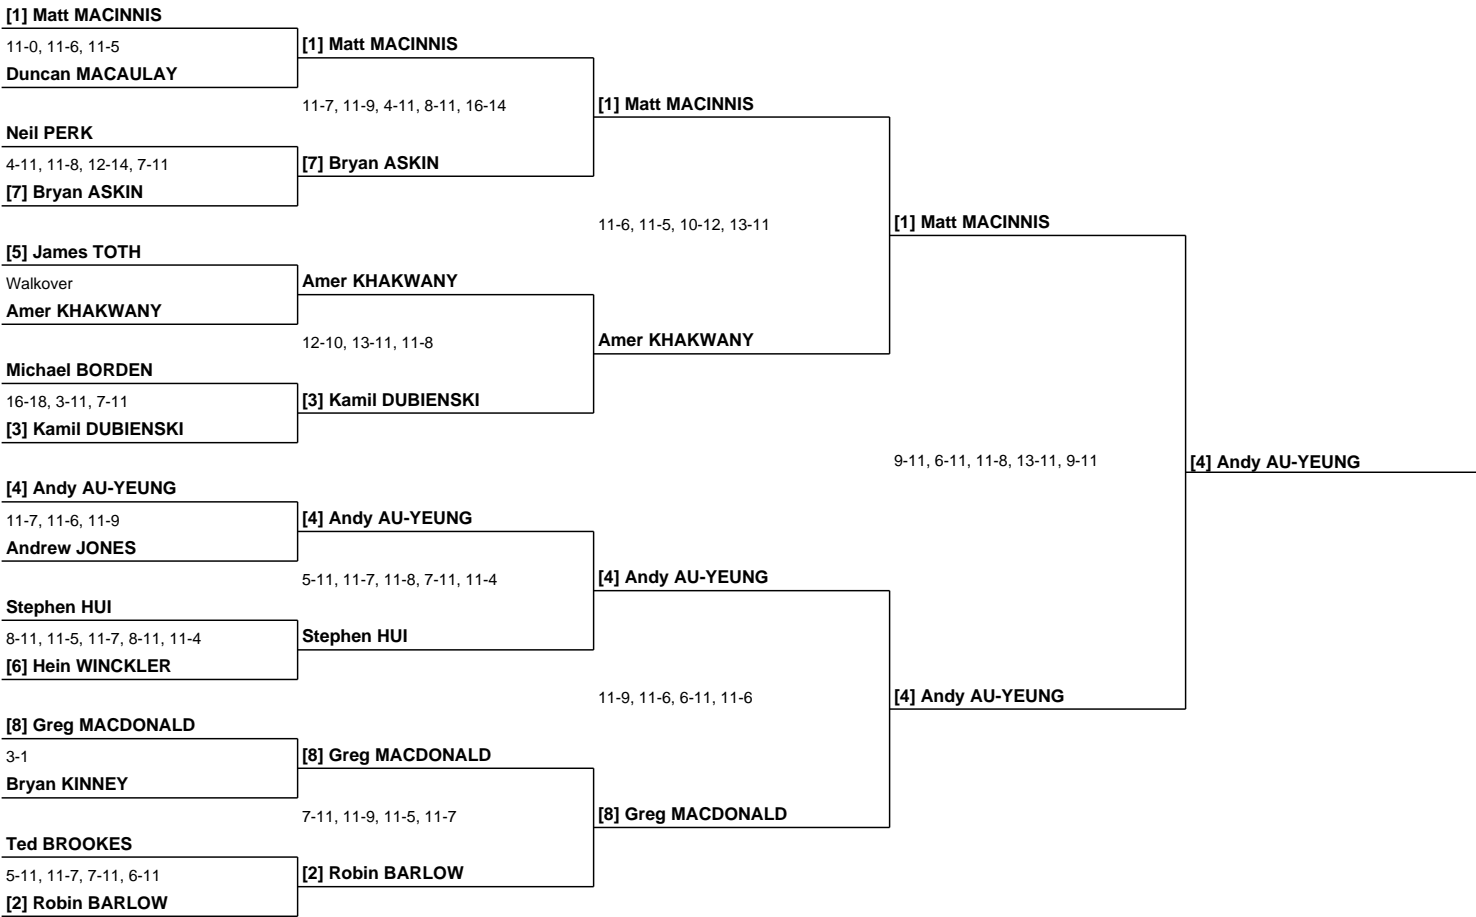 [1] Matt MACINNIS
11-0, 11-6, 11-5
Duncan MACAULAY
Neil PERK
4-11, 11-8, 12-14, 7-11
[7] Bryan ASKIN
[5] James TOTH
Walkover
Amer KHAKWANY
Michael BORDEN
16-18, 3-11, 7-11
[3] Kamil DUBIENSKI
[4] Andy AU-YEUNG
11-7, 11-6, 11-9
Andrew JONES
Stephen HUI
8-11, 11-5, 11-7, 8-11, 11-4
[6] Hein WINCKLER
[8] Greg MACDONALD
3-1
Bryan KINNEY
Ted BROOKES
5-11, 11-7, 7-11, 6-11
[2] Robin BARLOW
[1] Matt MACINNIS
11-7, 11-9, 4-11, 8-11, 16-14
[7] Bryan ASKIN
Amer KHAKWANY
12-10, 13-11, 11-8
[3] Kamil DUBIENSKI
[4] Andy AU-YEUNG
5-11, 11-7, 11-8, 7-11, 11-4
Stephen HUI
[8] Greg MACDONALD
7-11, 11-9, 11-5, 11-7
[2] Robin BARLOW
[1] Matt MACINNIS
11-6, 11-5, 10-12, 13-11
Amer KHAKWANY
[4] Andy AU-YEUNG
11-9, 11-6, 6-11, 11-6
[8] Greg MACDONALD
[1] Matt MACINNIS
9-11, 6-11, 11-8, 13-11, 9-11
[4] Andy AU-YEUNG
[4] Andy AU-YEUNG